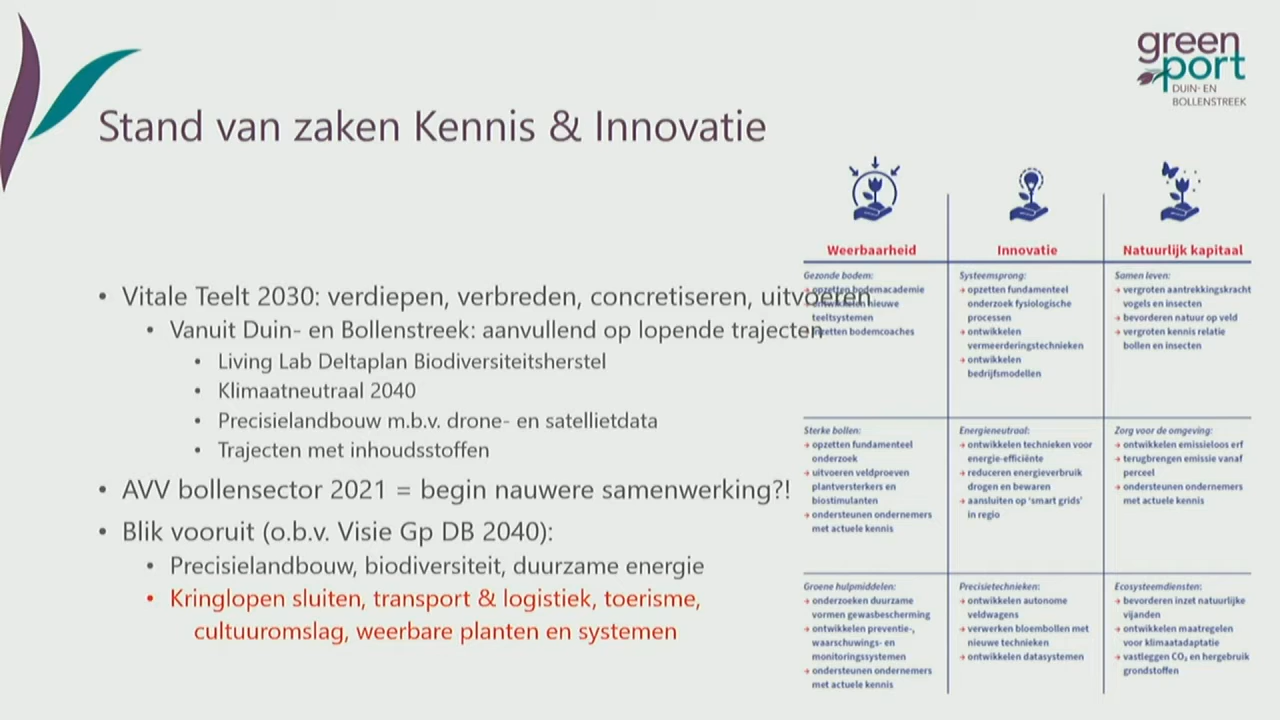 green
port
DUIN- EN
BOLLENSTREEK
Stand van zaken Kennis & Innovatie
• Vitale Teelt 2030: verdiepen, verbreden, concretiseren, uitvoeren
• Vanuit Duin- en Bollenstreek: aanvullend op lopende trajecten
• Living Lab Deltaplan Biodiversiteitsherstel
• Klimaatneutraal 2040
• Precisielandbouw m.b.v. drone- en satellietdata
• Trajecten met inhoudsstoffen
• AVV bollensector 2021 = begin nauwere samenwerking?!
• Blik vooruit (o.b.v. Visie Gp DB 2040):
• Precisielandbouw, biodiversiteit, duurzame energie
• Kringlopen sluiten, transport & logistiek, toerisme,
cultuuromslag, weerbare planten en systemen
Weerbaarheid
Gezonde bodem:
→ opzetten bodemacademie
→ ontwikkelen nieuwe
teeltsystemen
inzetten bodemcoaches
Sterke bollen:
→ opzetten fundamenteel
onderzoek
→ uitvoeren veldproeven
plantversterkers en
biostimulanten
→ ondersteunen ondernemers
met actuele kennis
Groene hulpmiddelen:
→ onderzoeken duurzame
vormen gewasbescherming
→ ontwikkelen preventie-,
waarschuwings- en
monitoringssystemen
→ ondersteunen ondernemers
met actuele kennis
Innovatie
Systeemsprong:
→ opzetten fundamenteel
onderzoek fysiologische
processen
→ ontwikkelen
vermeerderingstechnieken
→ ontwikkelen
bedrijfsmodellen
Energieneutraal:
→ ontwikkelen technieken voor
energie-efficiënte
→ reduceren energieverbruik
drogen en bewaren
→ aansluiten op 'smart grids'
in regio
Precisietechnieken:
→ ontwikkelen autonome
veldwagens
→ verwerken bloembollen met
nieuwe technieken
→ ontwikkelen datasystemen
Natuurlijk kapitaal
Samen leven:
→ vergroten aantrekkingskracht
vogels en insecten
→ bevorderen natuur op veld
→ vergroten kennis relatie
bollen en insecten
Zorg voor de omgeving:
→ ontwikkelen emissieloos erf
→ terugbrengen emissie vanaf
perceel
→ ondersteunen ondernemers
met actuele kennis
Ecosysteemdiensten:
→ bevorderen inzet natuurlijke
vijanden
→ ontwikkelen maatregelen
voor klimaatadaptatie
→ vastleggen CO₂ en hergebruik
grondstoffen